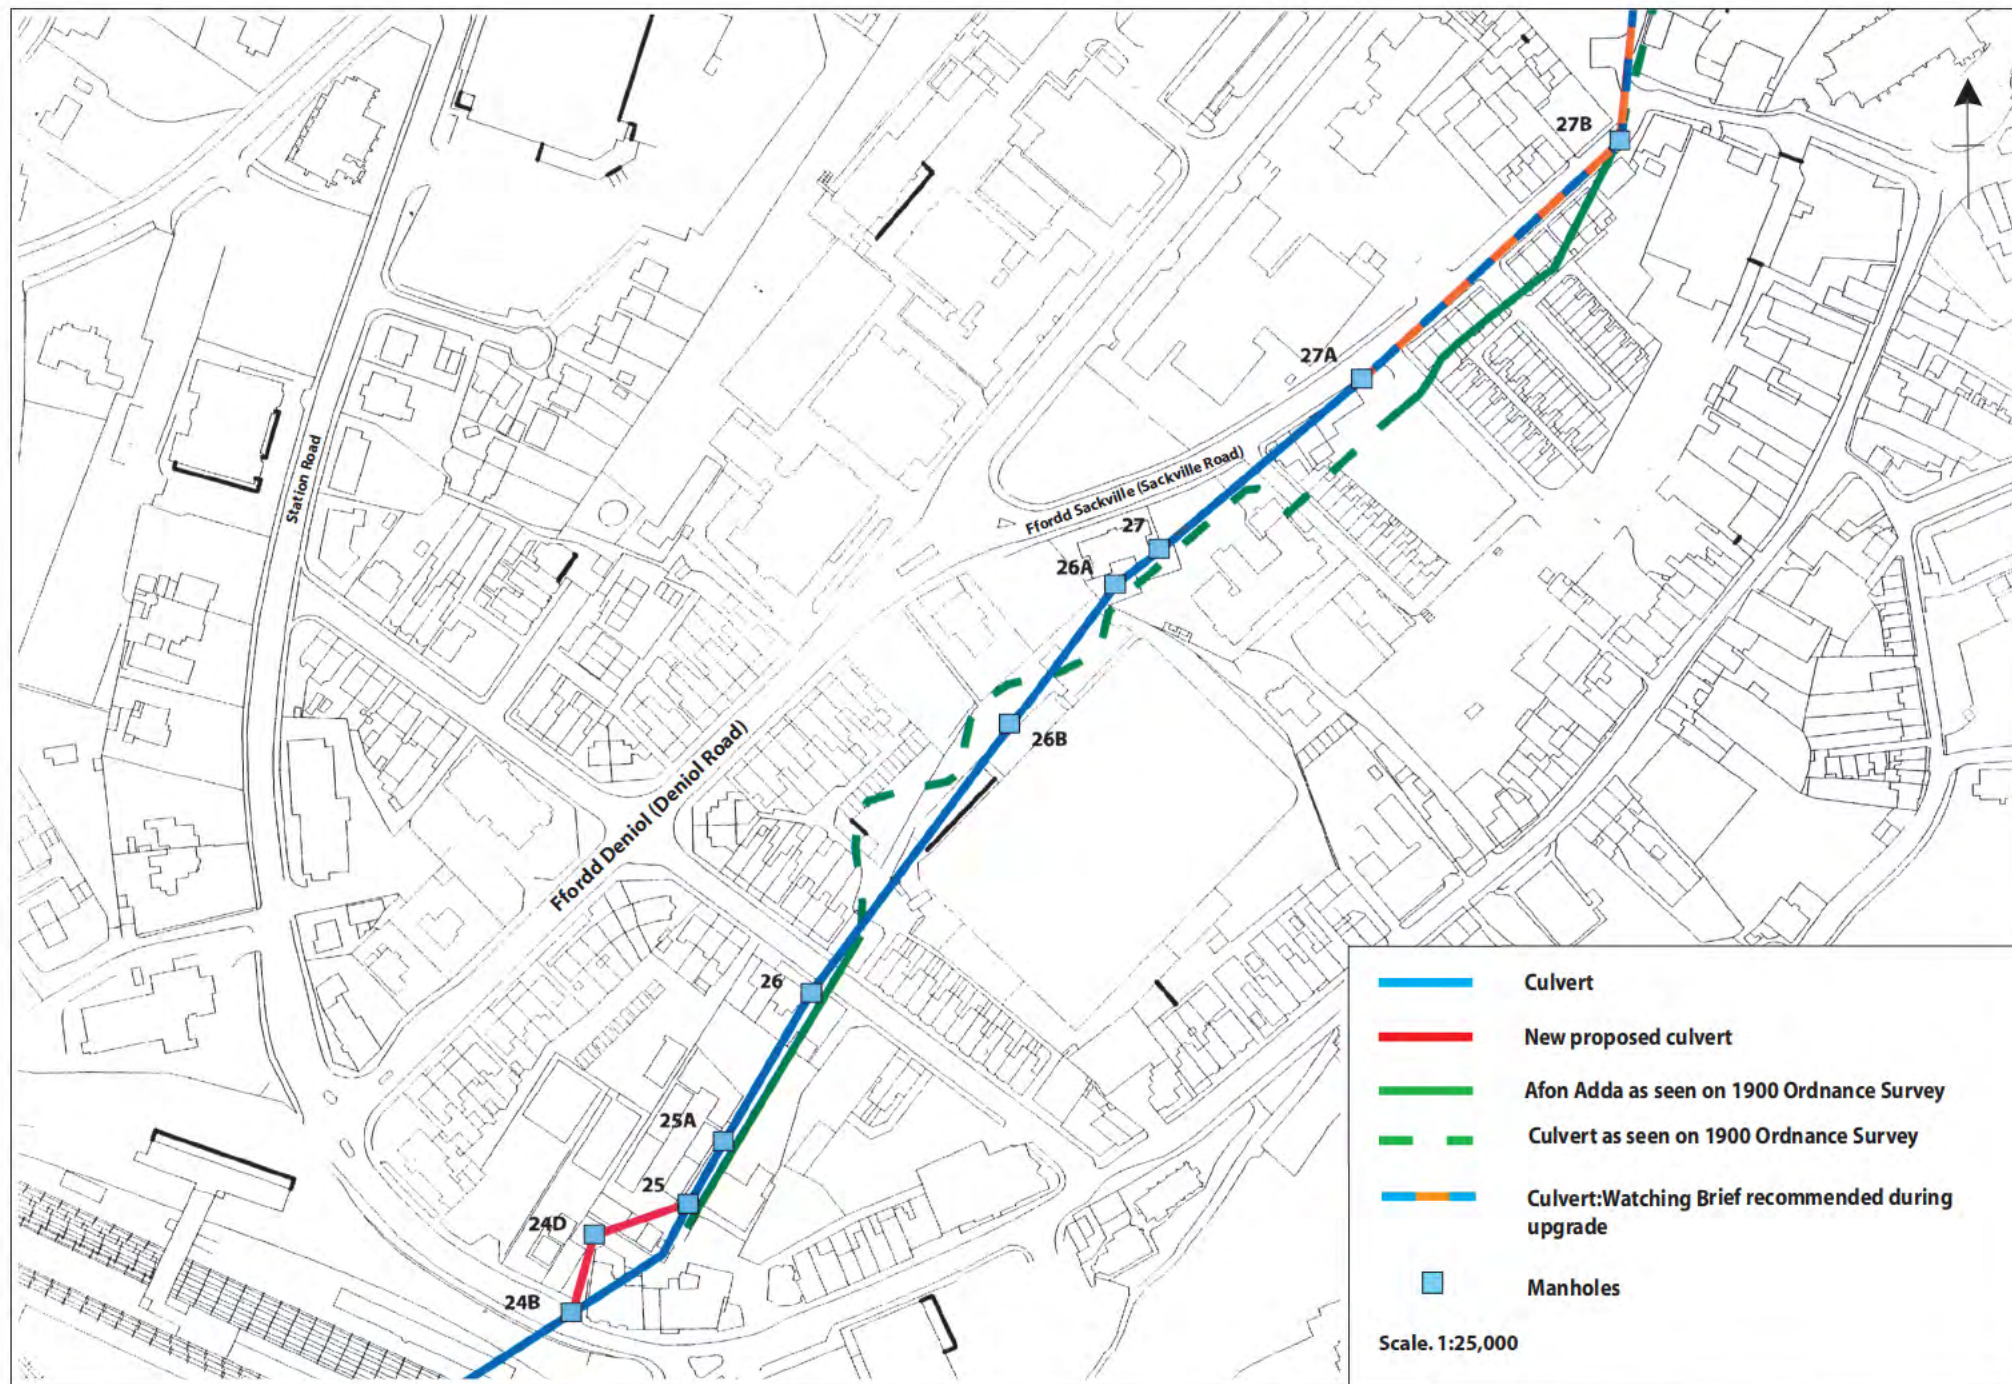 27B
27A
Station Road
Ffordd Sackville (Sackville Road)
27
26A
26B
Ffordd Deniol (Deniol Road)
26
25A
25
24D
24B
Culvert
New proposed culvert
Afon Adda as seen on 1900 Ordnance Survey
Culvert as seen on 1900 Ordnance Survey
Culvert:Watching Brief recommended during
upgrade
Manholes
Scale. 1:25,000